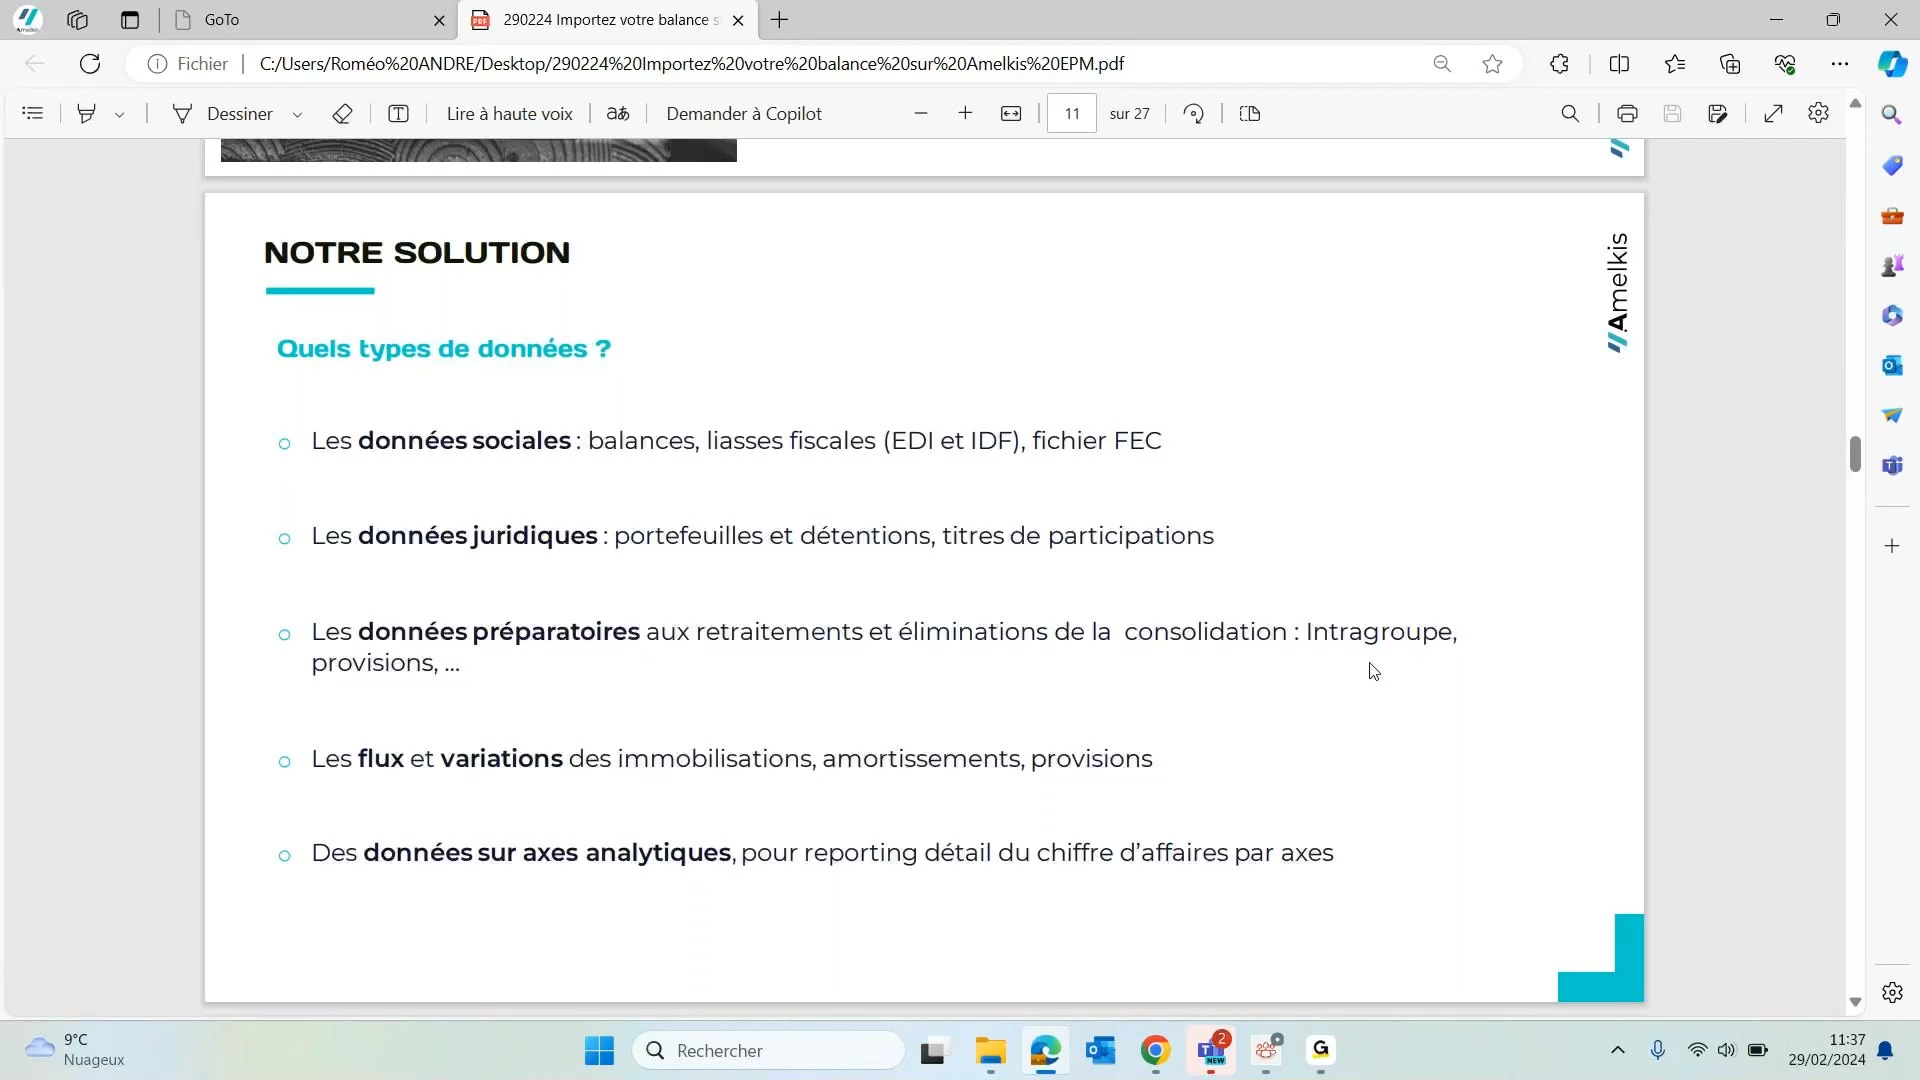 GoTo
290224 Importez votre balance s
Fichier
C:/Users/Roméo%20ANDRE/Desktop/290224%20Importez%20votre%20balance%20sur%20Amelkis%20EPM.pdf
Dessiner
Lire à haute voix
aあ
Demander à Copilot
11
sur 27
NOTRE SOLUTION
Amelkis
Quels types de données ?
Les données sociales : balances, liasses fiscales (EDI et IDF), fichier FEC
Les données juridiques : portefeuilles et détentions, titres de participations
Les données préparatoires aux retraitements et éliminations de la consolidation : Intragroupe,
provisions, ...
Les flux et variations des immobilisations, amortissements, provisions
Des données sur axes analytiques, pour reporting détail du chiffre d’affaires par axes
9°C
Nuageux
Rechercher
2
NEW
G
11:37
29/02/2024